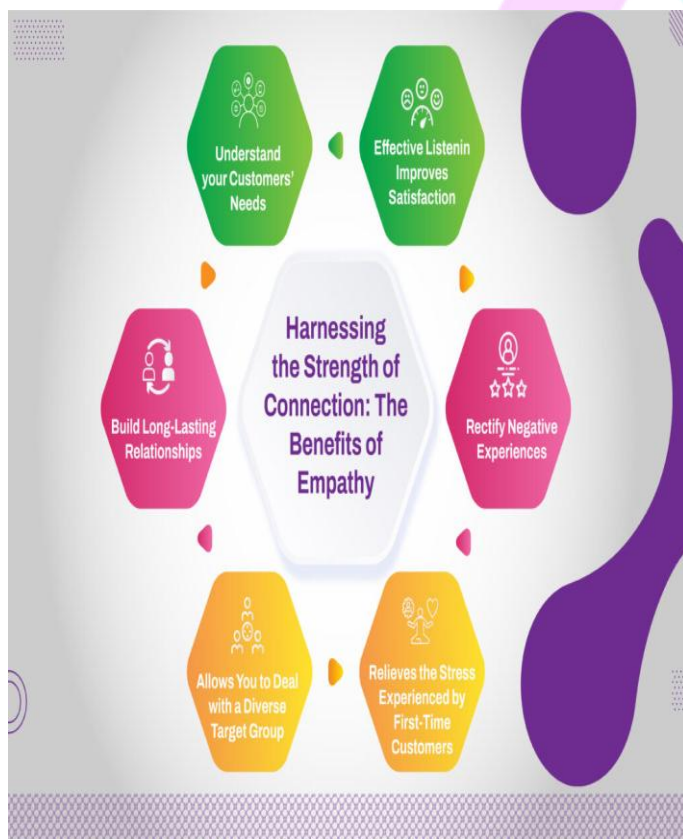 Understand
your Customers'
Needs
Effective Listenin
Improves
Satisfaction
Harnessing
the Strength of
Connection: The
Benefits of
Empathy
Build Long-Lasting
Relationships
Rectify Negative
Experiences
Allows You to Deal
with a Diverse
Target Group
Relieves the Stress
Experienced by
First-Time
Customers